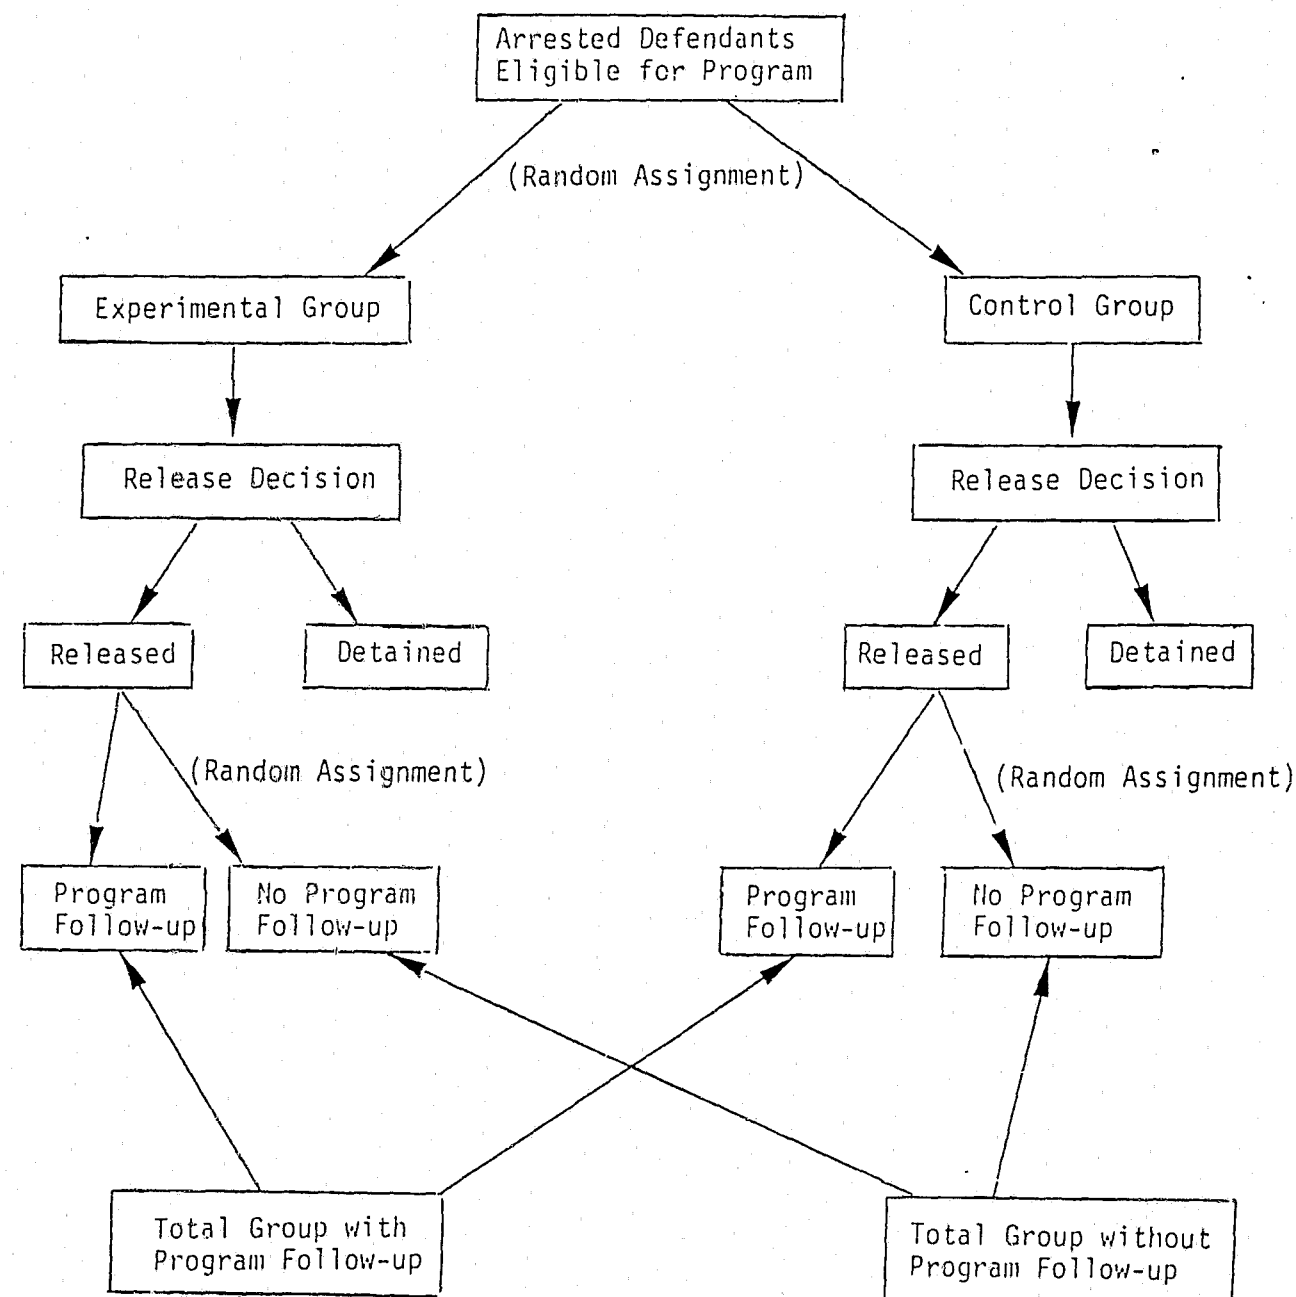 Arrested Defendants
Eligible for Program
(Random Assignment)
Experimental Group
Control Group
Release Decision
Release Decision
Released
Detained
Released
Detained
(Random Assignment)
(Random Assignment)
Program
Follow-up
No Program
Follow-up
Program
Follow-up
No Program
Follow-up
Total Group with
Program Follow-up
Total Group without
Program Follow-up